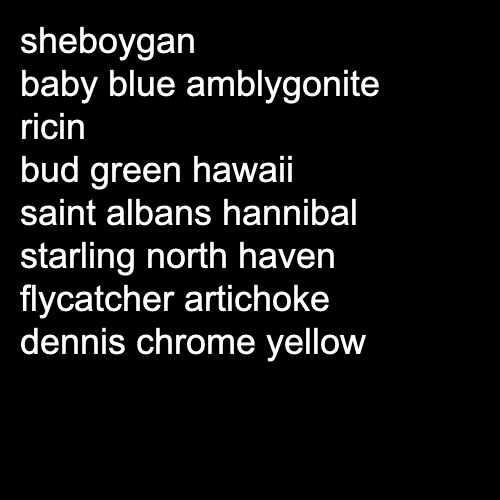 sheboygan
baby blue amblygonite
ricin
bud green hawaii
saint albans hannibal
starling north haven
flycatcher artichoke
dennis chrome yellow